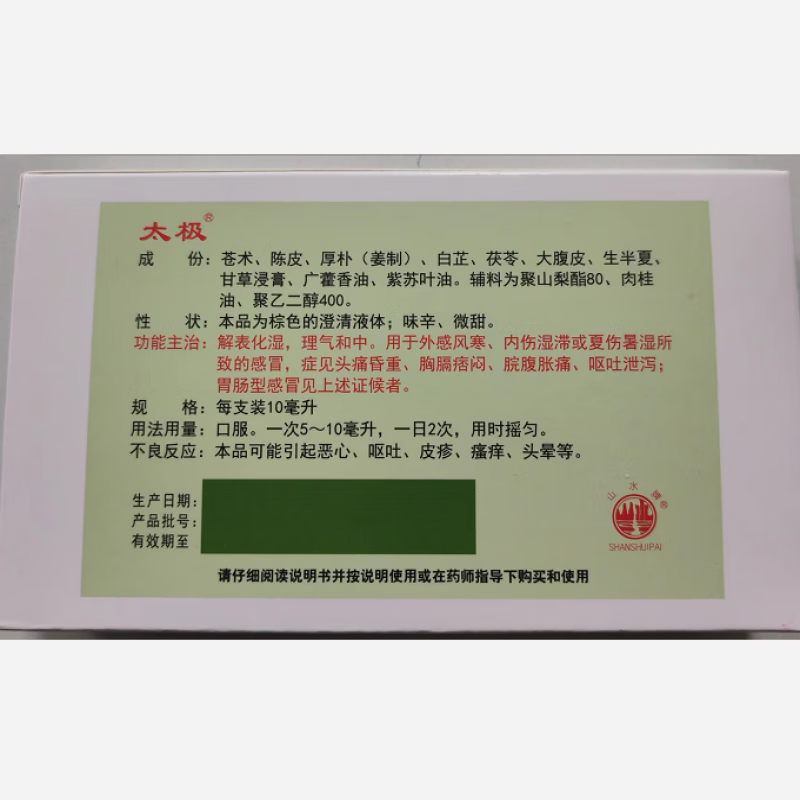 太极®
成 份：苍术、陈皮、厚朴（姜制）、白芷、茯苓、大腹皮、生半夏、
甘草浸膏、广藿香油、紫苏叶油。辅料为聚山梨酯80、肉桂
油、聚乙二醇400。
性 状：本品为棕色的澄清液体；味辛、微甜。
功能主治：解表化湿，理气和中。用于外感风寒、内伤湿滞或夏伤暑湿所
致的感冒，症见头痛昏重、胸膈痞闷、脘腹胀痛、呕吐泄泻；
胃肠型感冒见上述证候者。
规 格：每支装10毫升
用法用量：口服。一次5～10毫升，一日2次，用时摇匀。
不良反应：本品可能引起恶心、呕吐、皮疹、瘙痒、头晕等。
生产日期：
产品批号：
有效期至
山水牌®
SHANSHUIPAI
请仔细阅读说明书并按说明使用或在药师指导下购买和使用